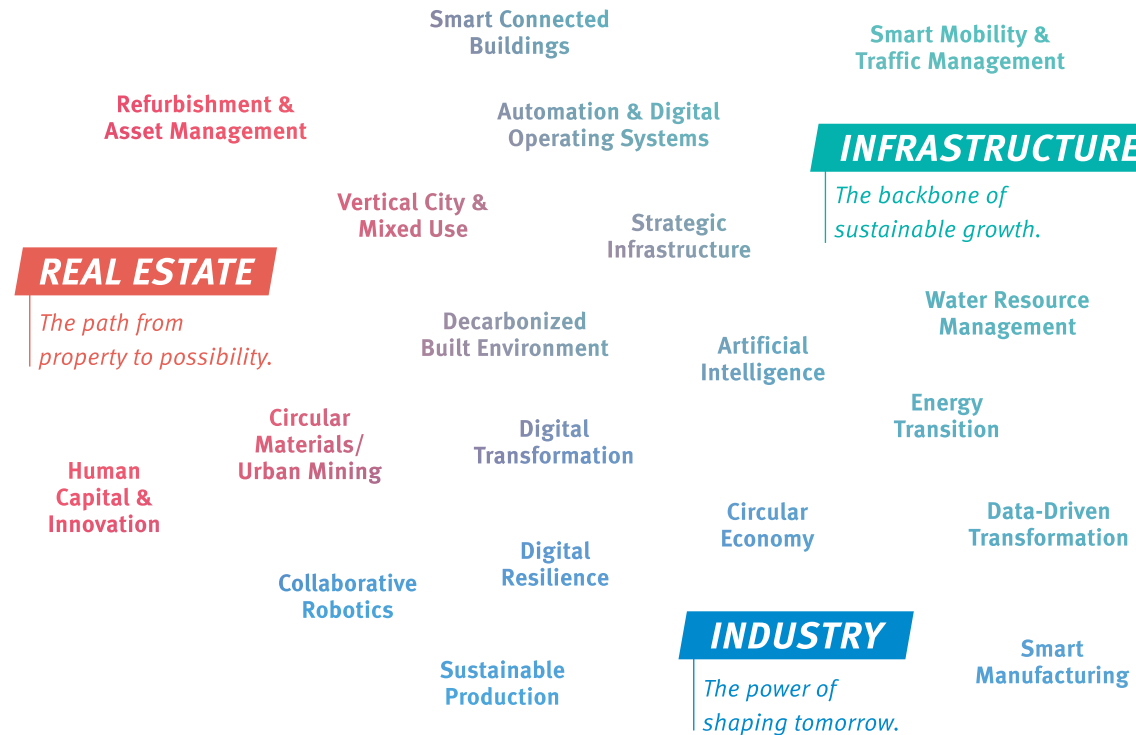 Smart Connected
Buildings
Smart Mobility &
Traffic Management
Refurbishment &
Asset Management
Automation & Digital
Operating Systems
INFRASTRUCTURE
The backbone of
sustainable growth.
Vertical City &
Mixed Use
Strategic
Infrastructure
REAL ESTATE
The path from
property to possibility.
Water Resource
Management
Decarbonized
Built Environment
Artificial
Intelligence
Energy
Transition
Circular
Materials/
Urban Mining
Digital
Transformation
Human
Capital &
Innovation
Circular
Economy
Data-Driven
Transformation
Digital
Resilience
Collaborative
Robotics
INDUSTRY
The power of
shaping tomorrow.
Smart
Manufacturing
Sustainable
Production